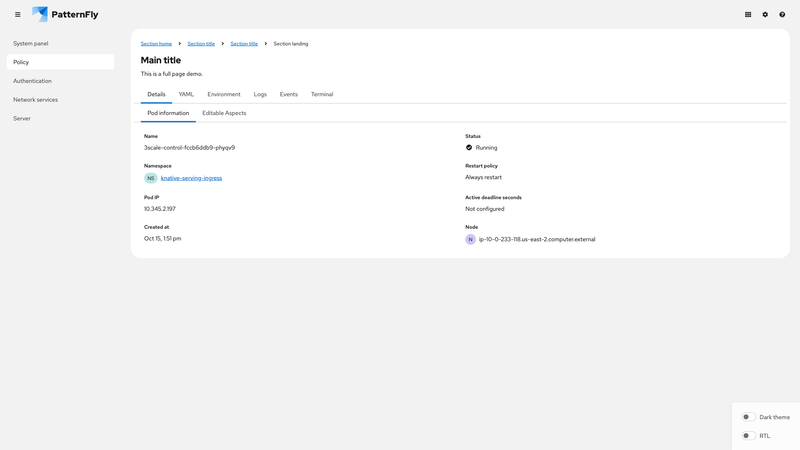 PatternFly
System panel
Policy
Authentication
Network services
Server
Section home
Section title
Section title
Section landing
Main title
This is a full page demo.
Details YAML Environment Logs Events Terminal
Pod information Editable Aspects
Name
3scale-control-fccb6ddb9-phyqv9
Status
Running
Namespace
NS knative-serving-ingress
Restart policy
Always restart
Pod IP
10.345.2.197
Active deadline seconds
Not configured
Created at
Oct 15, 1:51 pm
Node
N ip-10-0-233-118.us-east-2.computer.external
Dark theme
RTL